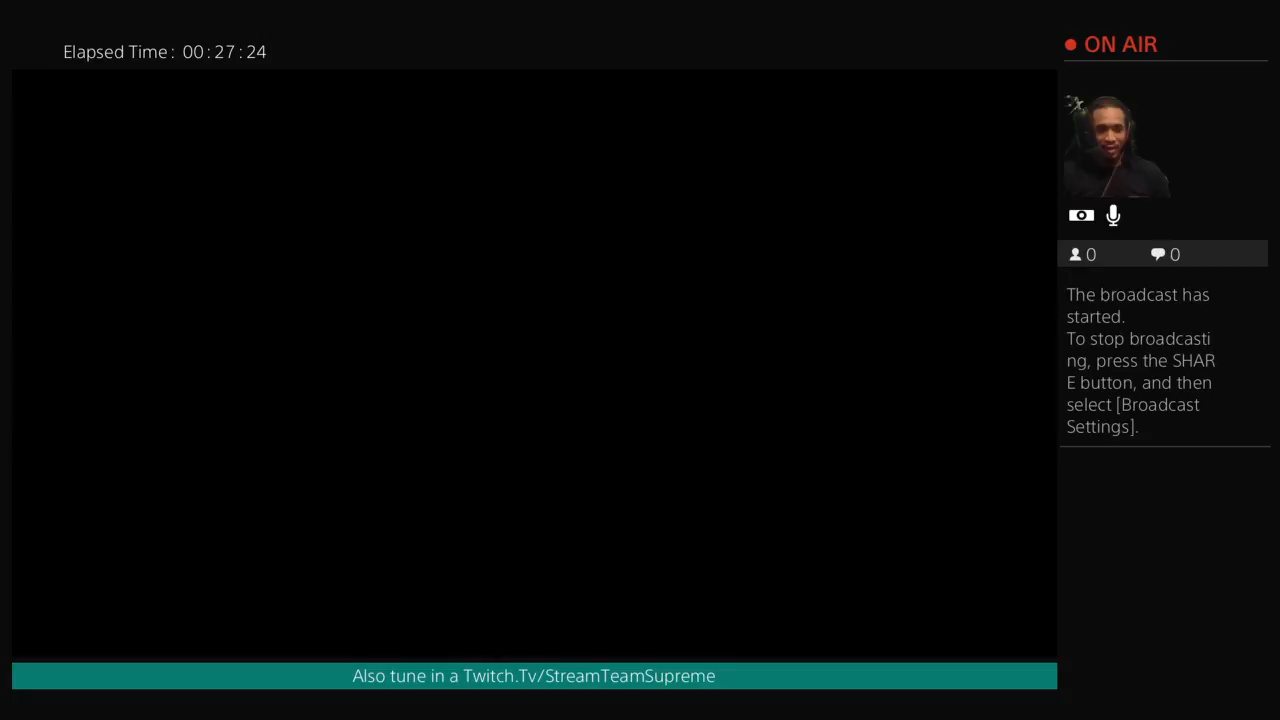 Elapsed Time: 00:27:24
ON AIR
0 0
The broadcast has
started.
To stop broadcasti
ng, press the SHAR
E button, and then
select [Broadcast
Settings].
Also tune in a Twitch.Tv/StreamTeamSupreme